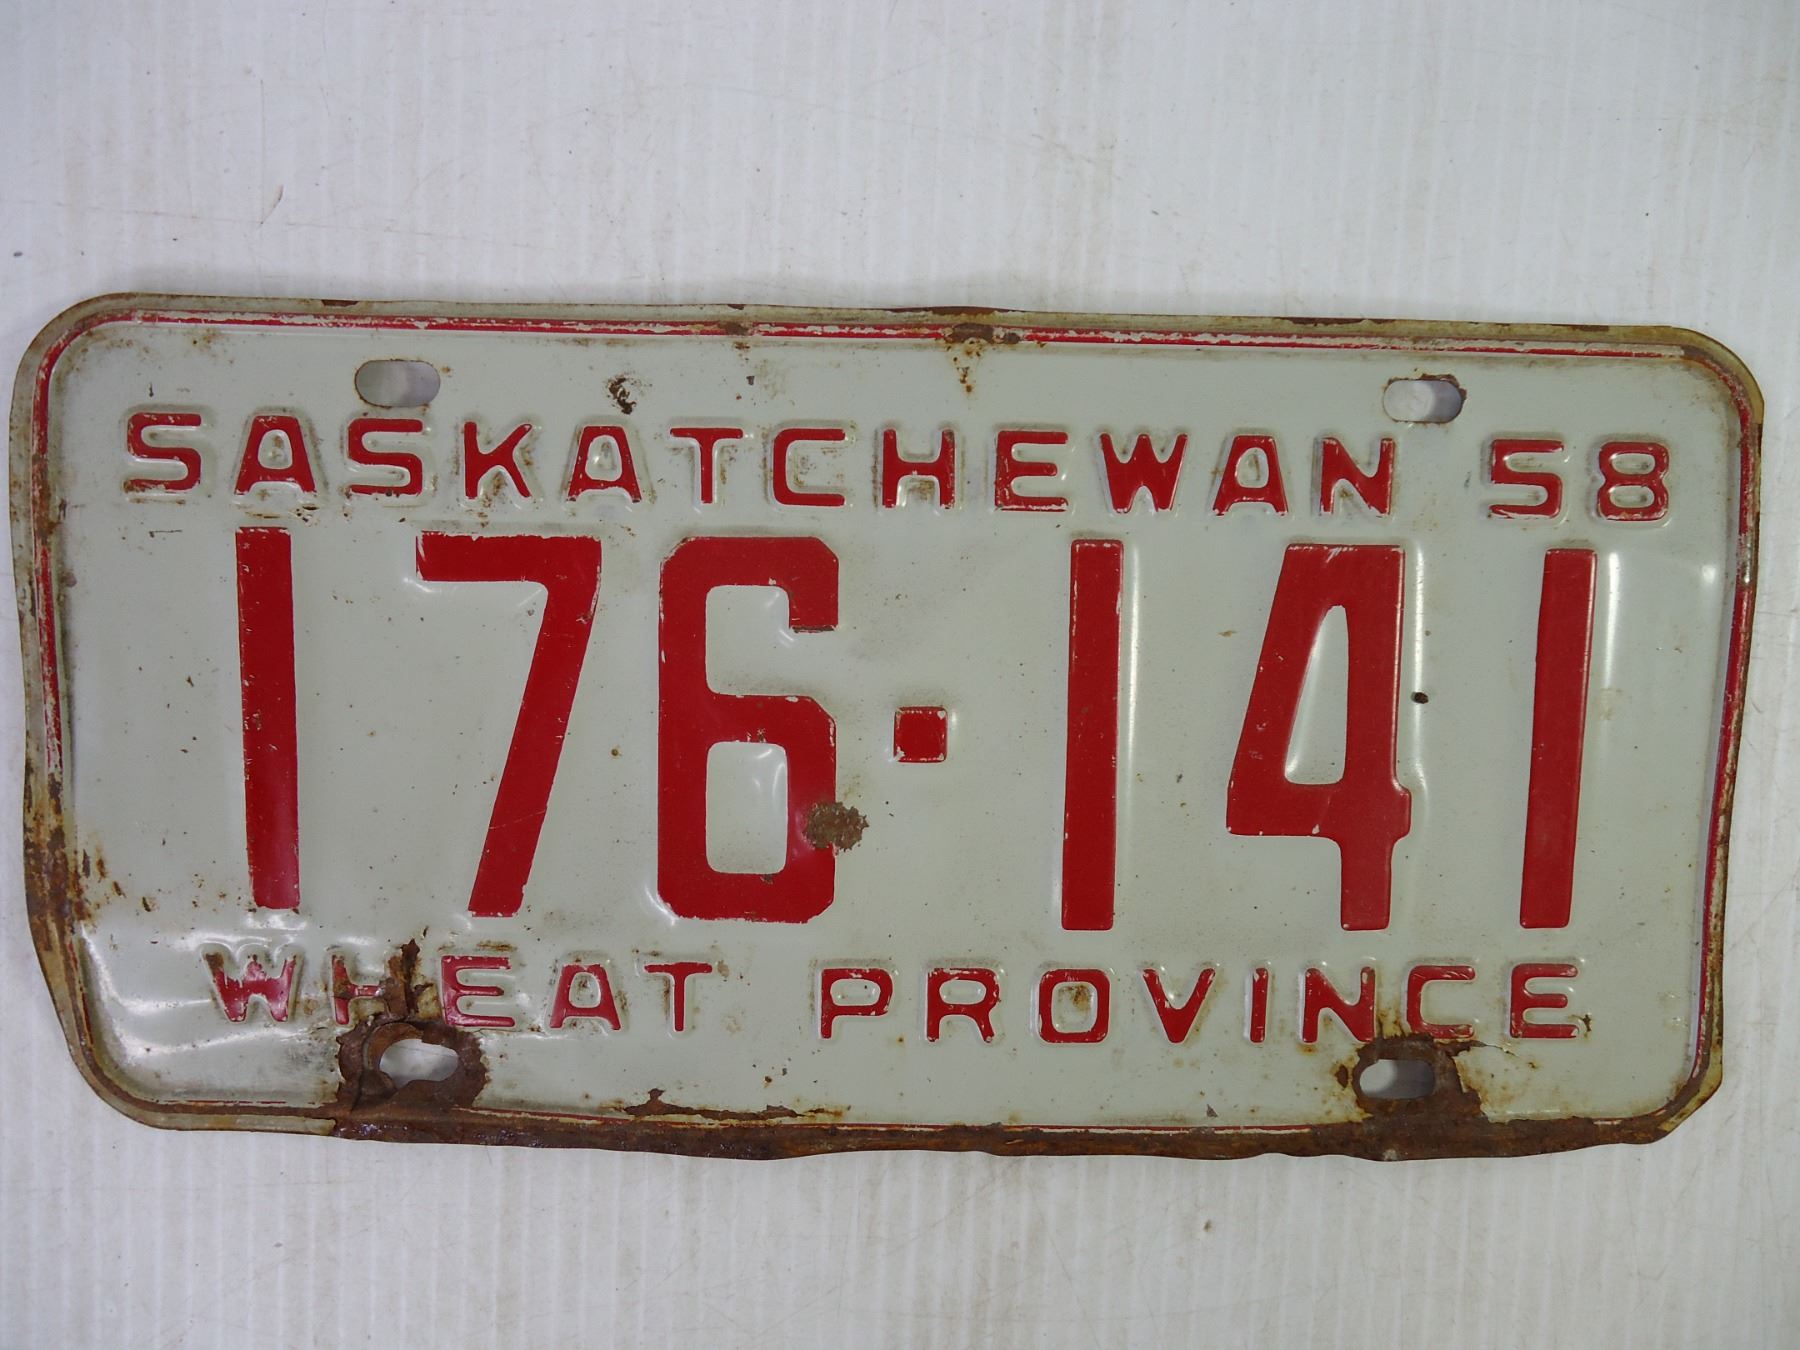 SASKATCHEWAN 58
176·141
WHEAT PROVINCE